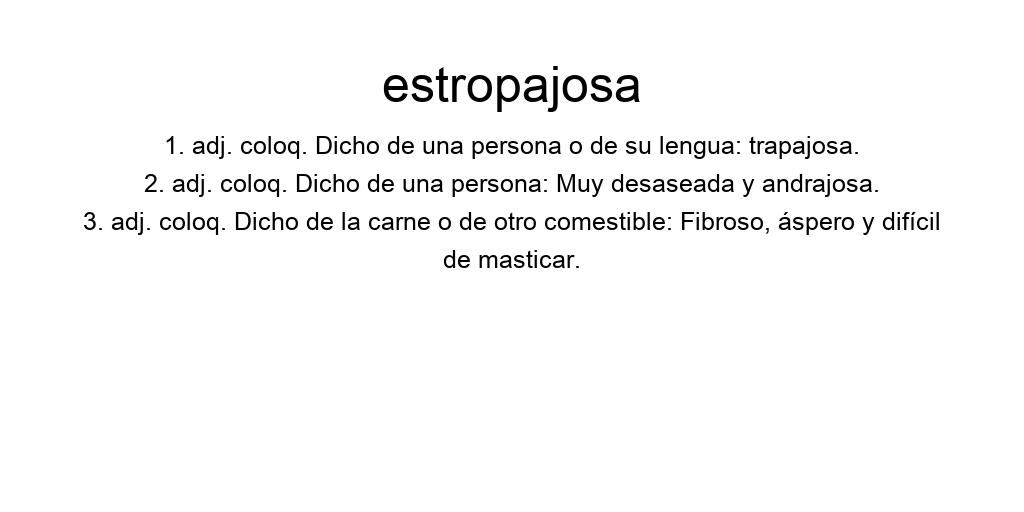 estropajosa
1. adj. coloq. Dicho de una persona o de su lengua: trapajosa.
2. adj. coloq. Dicho de una persona: Muy desaseada y andrajosa.
3. adj. coloq. Dicho de la carne o de otro comestible: Fibroso, áspero y difícil
de masticar.